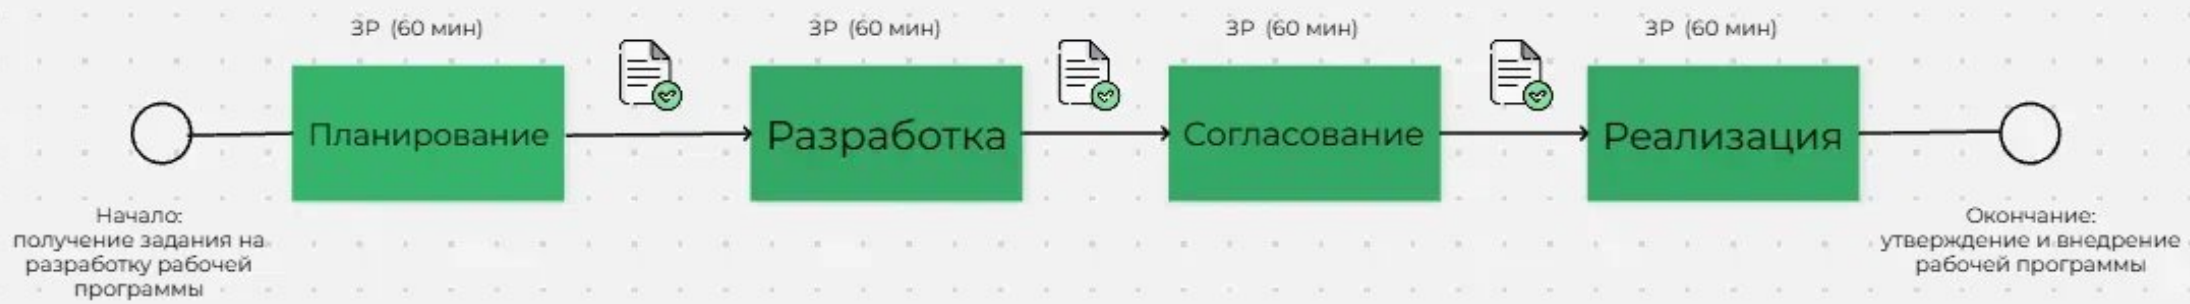 ЗР (60 мин)
ЗР (60 мин)
ЗР (60 мин)
ЗР (60 мин)
Планирование
Разработка
Согласование
Реализация
Начало:
получение задания на
разработку рабочей
программы
Окончание:
утверждение и внедрение
рабочей программы